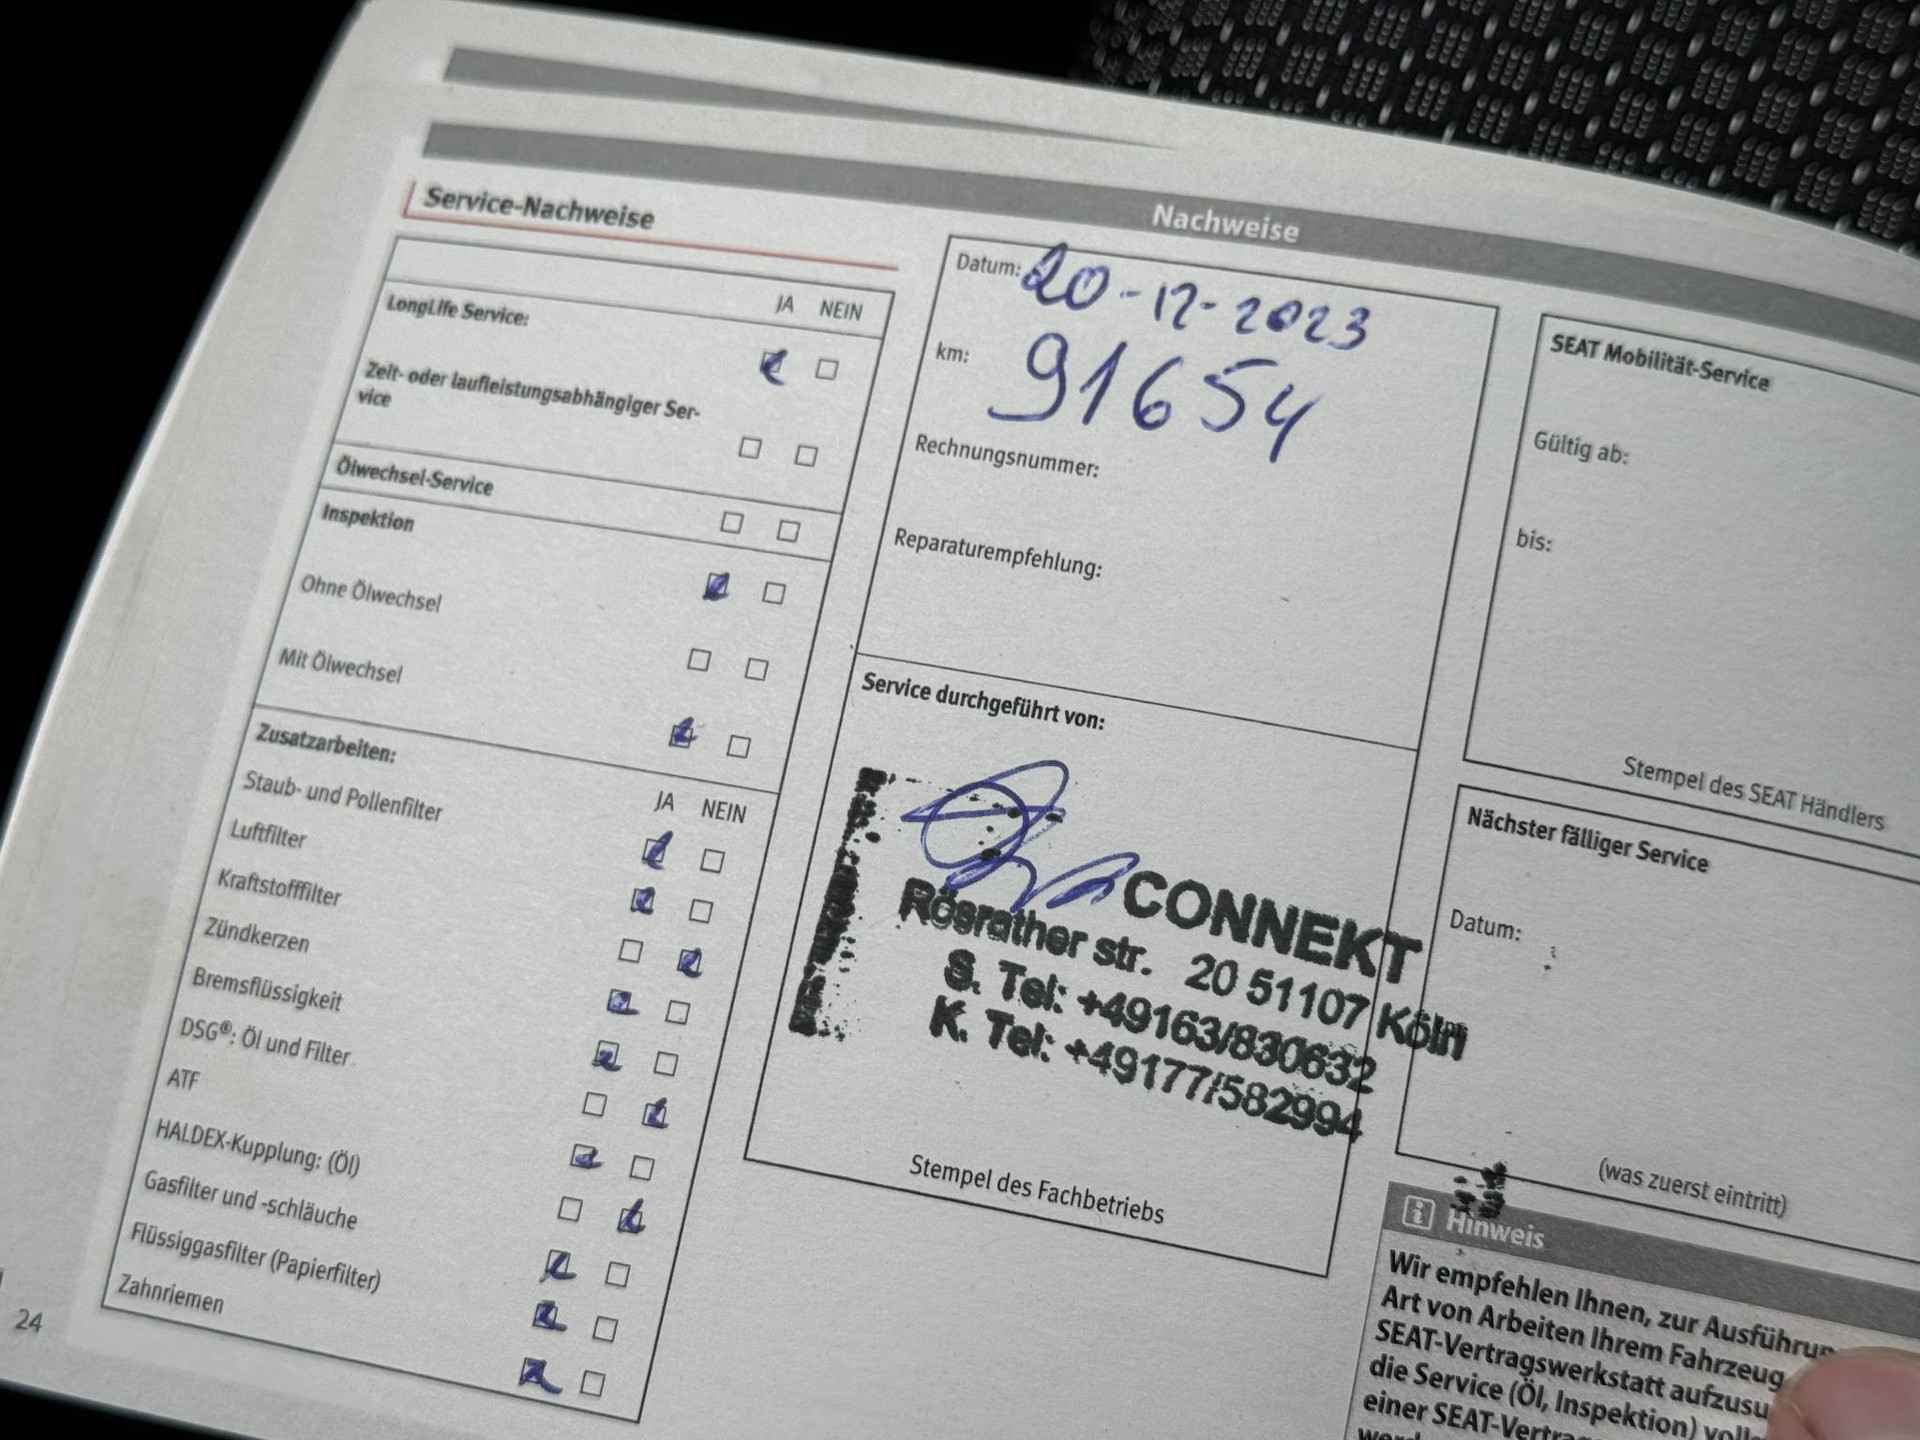 Nachweise
Service-Nachweise
JA NEIN
LongLife Service:
Zeit- oder laufleistungsabhängiger Ser-
vice
Ölwechsel-Service
Inspektion
Ohne Ölwechsel
Mit Ölwechsel
Zusatzarbeiten:
JA NEIN
Staub- und Pollenfilter
Luftfilter
Kraftstofffilter
Zündkerzen
Bremsflüssigkeit
DSG®: Öl und Filter
ATF
HALDEX-Kupplung: (Öl)
Gasfilter und -schläuche
Flüssiggasfilter (Papierfilter)
Zahnriemen
24
Datum: 20-12-2023
km: 91654
Rechnungsnummer:
Reparaturempfehlung:
Service durchgeführt von:
CONNEKT
Rösrather str. 20 51107 Köln
S. Tel: +49163/830632
K. Tel: +49177/582994
Stempel des Fachbetriebs
SEAT Mobilität-Service
Gültig ab:
bis:
Stempel des SEAT Händlers
Nächster fälliger Service
Datum:
(was zuerst eintritt)
Hinweis
Wir empfehlen Ihnen, zur
Art von Arbeiten Ihrem Fahrzeug
SEAT-Vertragswerkstatt
die Service (Öl, Inspektion)
einer